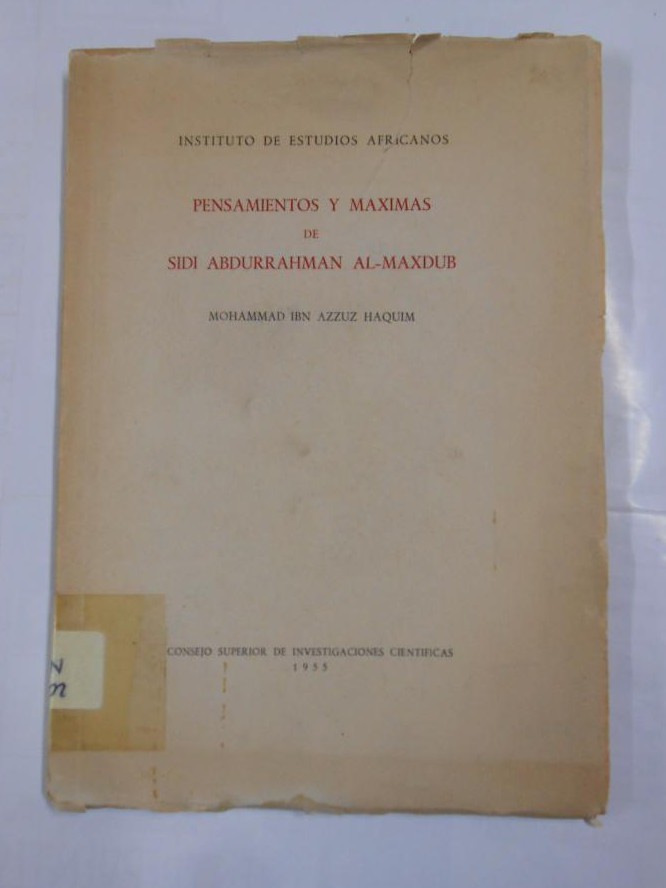 INSTITUTO DE ESTUDIOS AFRICANOS
PENSAMIENTOS Y MAXIMAS
DE
SIDI ABDURRAHMAN AL-MAXDUB
MOHAMMAD IBN AZZUZ HAQUIM
CONSEJO SUPERIOR DE INVESTIGACIONES CIENTIFICAS
1955